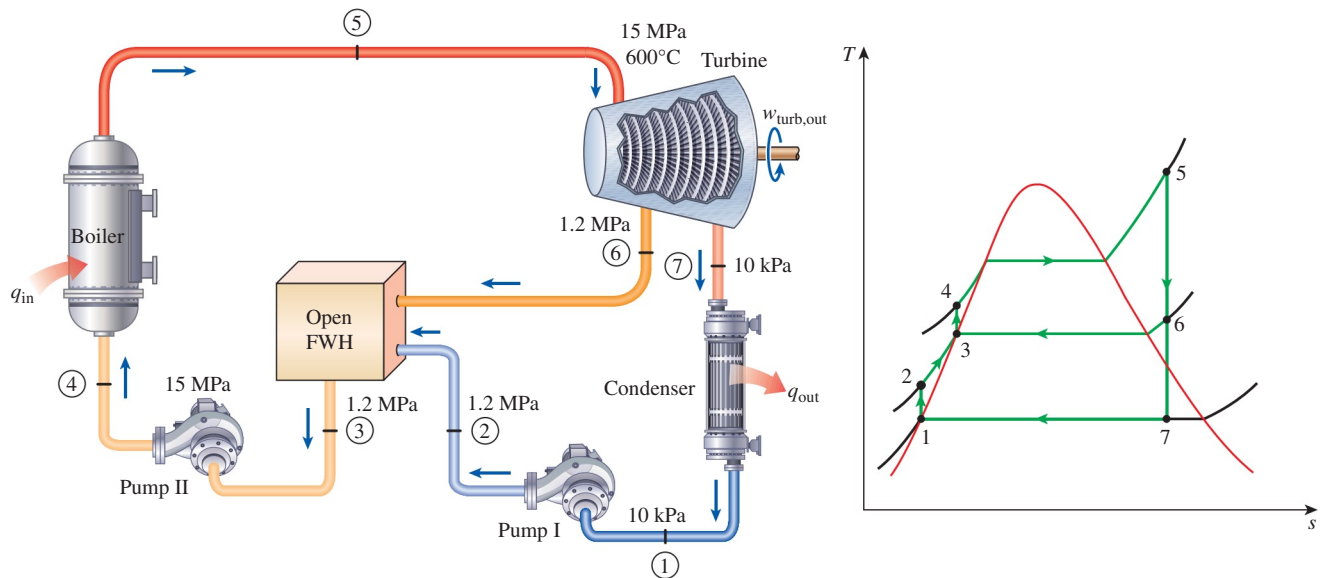 ⑤
15 MPa
600°C
Turbine
w_turb,out
Boiler
q_in
1.2 MPa
⑥
⑦
10 kPa
Open
FWH
④
15 MPa
1.2 MPa
③
1.2 MPa
②
Condenser
q_out
Pump II
Pump I
10 kPa
①
T
5
4
6
3
2
1
7
s